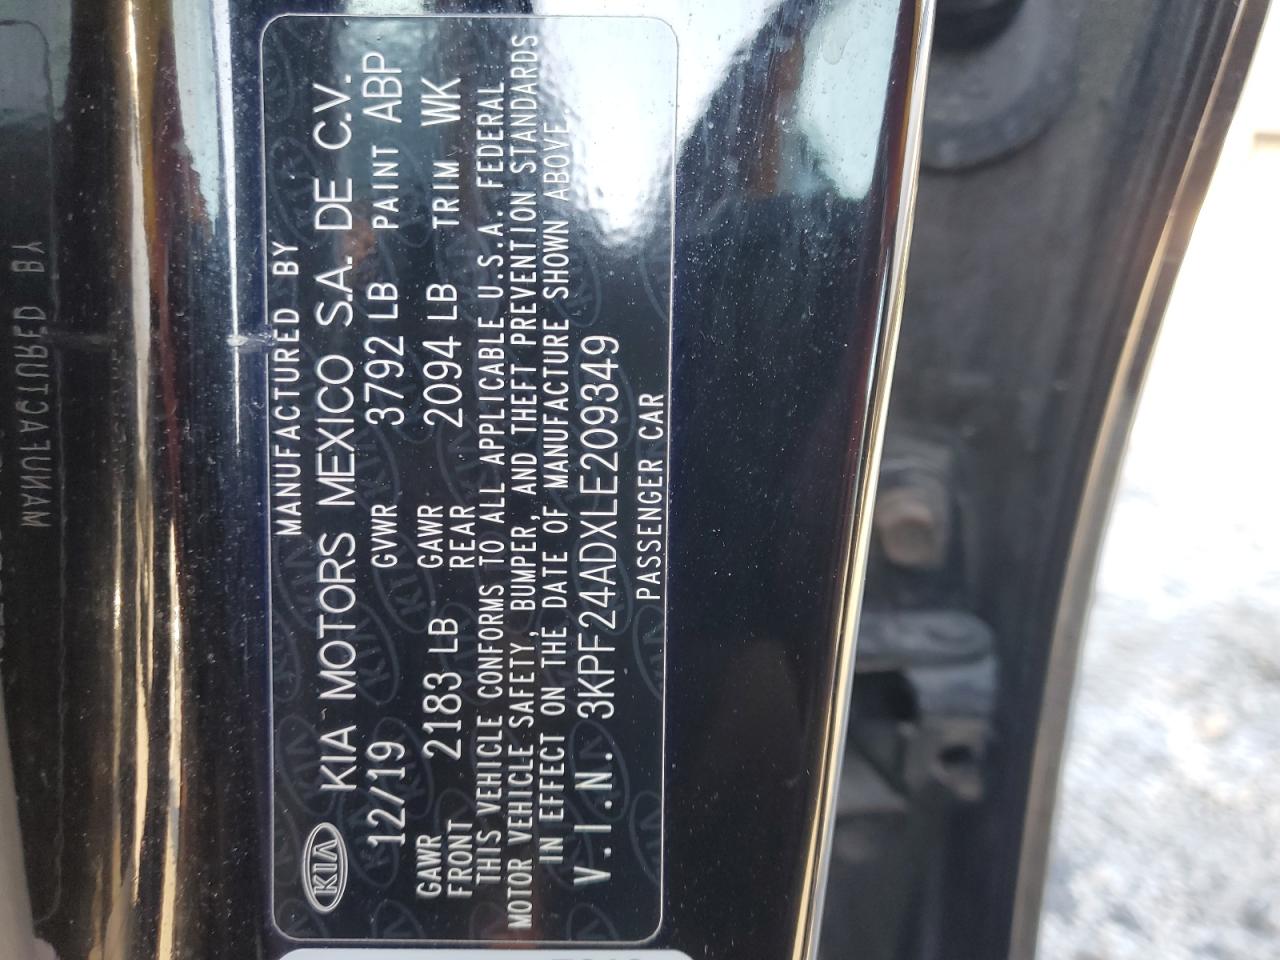 MANUFACTURED BY
KIA KIA MOTORS MEXICO S.A. DE C.V.
12/19 GVWR 3792 LB PAINT ABP
GAWR FRONT 2183 LB GAWR REAR 2094 LB TRIM WK
THIS VEHICLE CONFORMS TO ALL APPLICABLE U.S.A. FEDERAL
MOTOR VEHICLE SAFETY, BUMPER, AND THEFT PREVENTION STANDARDS
IN EFFECT ON THE DATE OF MANUFACTURE SHOWN ABOVE.
V.I.N. 3KPF24ADXLE209349
PASSENGER CAR
MANUFACTURED BY